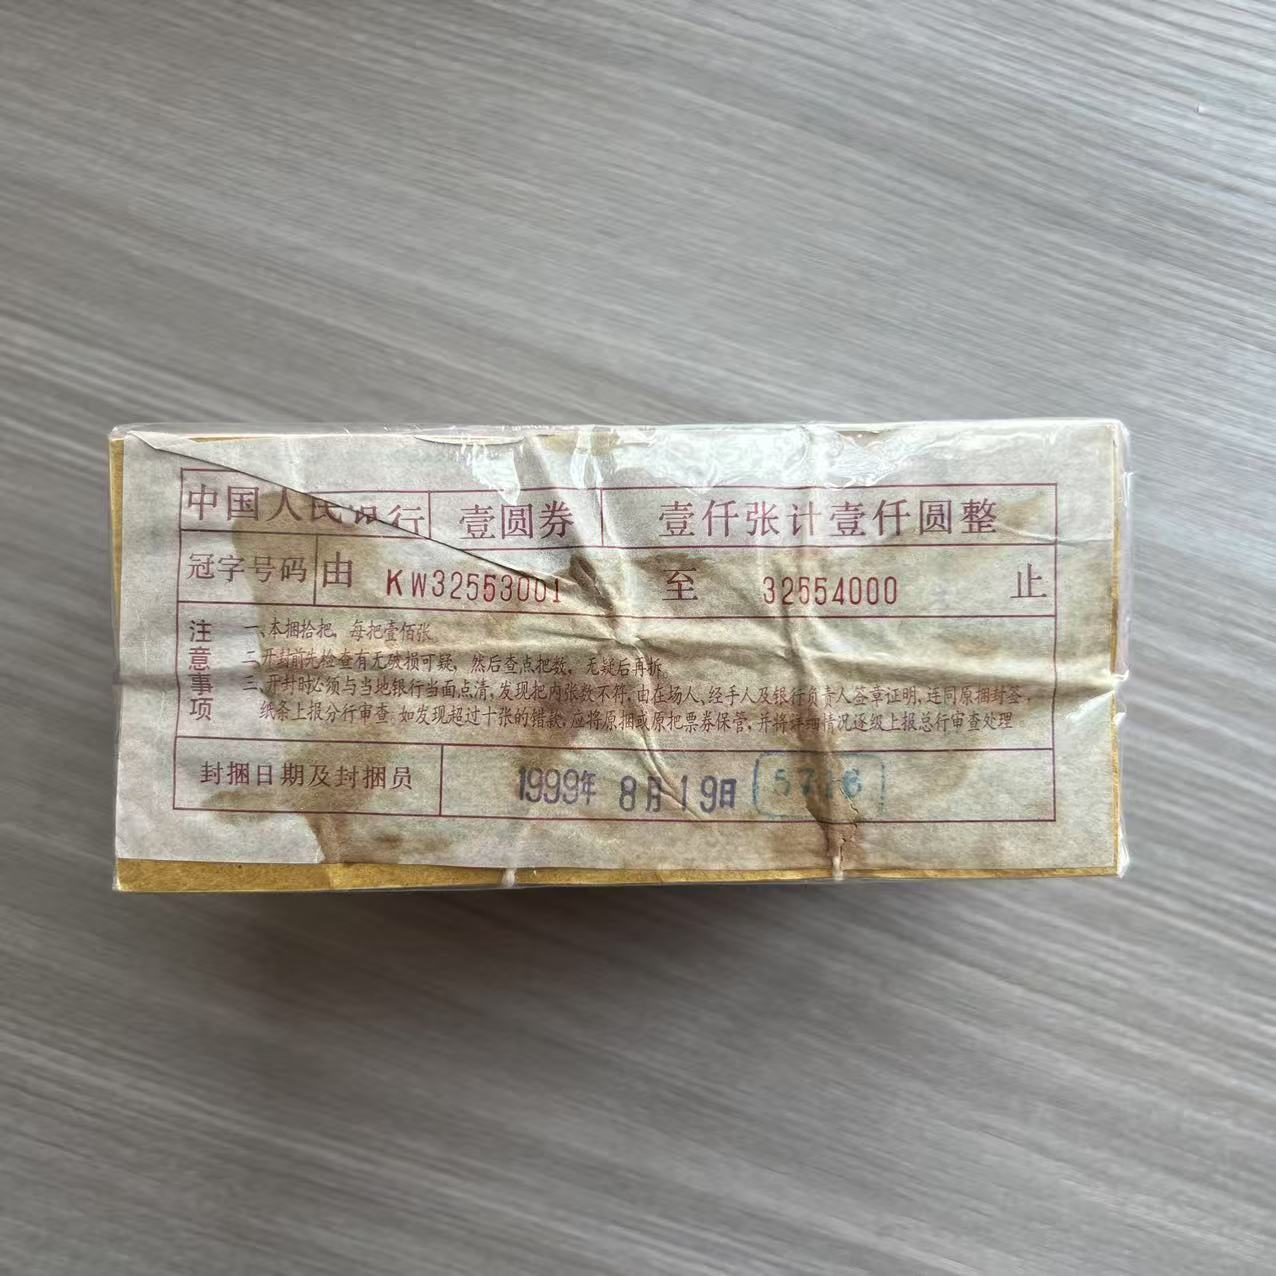 中国人民银行 壹圆券 壹仟张计壹仟圆整
冠字号码 由 KW32553001 至 32554000 止
注意事项
一、本捆拾把，每把壹佰张。
二、开封前先检查有无破损可疑，然后查点把数，无疑后再拆。
三、开封时必须与当地银行当面点清，发现把内张数不符，由在场人、经手人及银行负责人签章证明，连同原捆封签，
纸条上报分行审查。如发现超过十张的错款，应将原捆或原把票券保管，并将详细情况逐级上报总行审查处理。
封捆日期及封捆员 1999年 8月19日